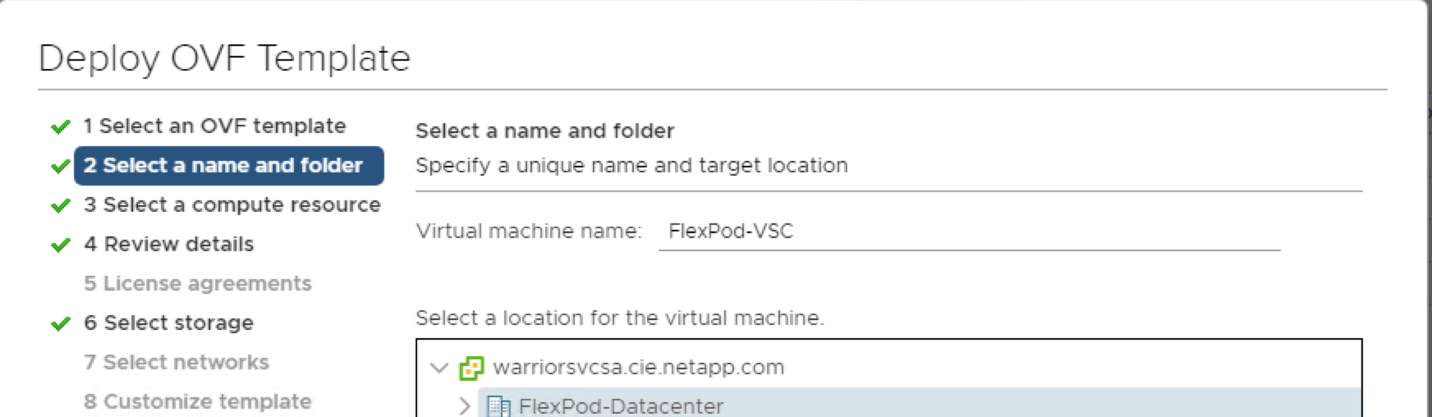 Deploy OVF Template
1 Select an OVF template
2 Select a name and folder
3 Select a compute resource
4 Review details
5 License agreements
6 Select storage
7 Select networks
8 Customize template
Select a name and folder
Specify a unique name and target location
Virtual machine name: FlexPod-VSC
Select a location for the virtual machine.
warriorsvcsa.cie.netapp.com
FlexPod-Datacenter